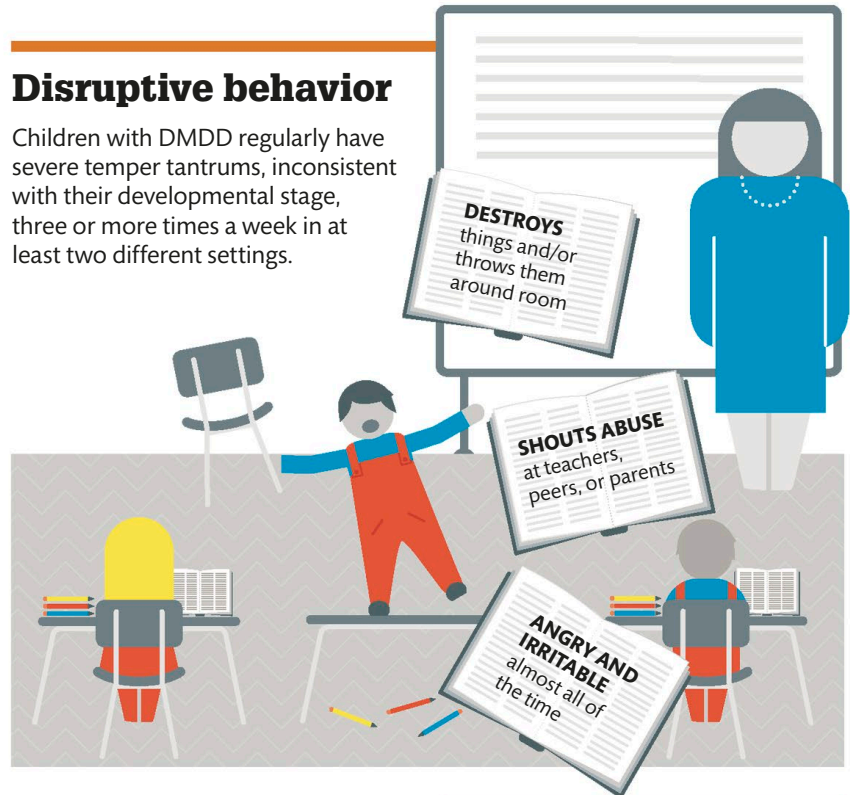 Disruptive behavior
Children with DMDD regularly have
severe temper tantrums, inconsistent
with their developmental stage,
three or more times a week in at
least two different settings.
DESTROYS
things and/or
throws them
around room
SHOUTS ABUSE
at teachers,
peers, or parents
ANGRY AND
IRRITABLE
almost all of
the time